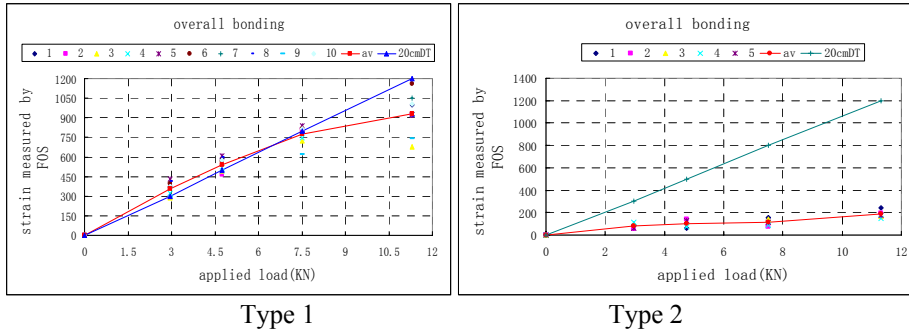 overall bonding
1 2 3 4 5 6 7 8 9 10 av 20cmDT
strain measured by
FOS
1200
1050
900
750
600
450
300
150
0
0 1.5 3 4.5 6 7.5 9 10.5 12
applied load(KN)
Type 1
overall bonding
1 2 3 4 5 av 20cmDT
strain measured by
FOS
1400
1200
1000
800
600
400
200
0
0 2 4 6 8 10 12
applied load(KN)
Type 2